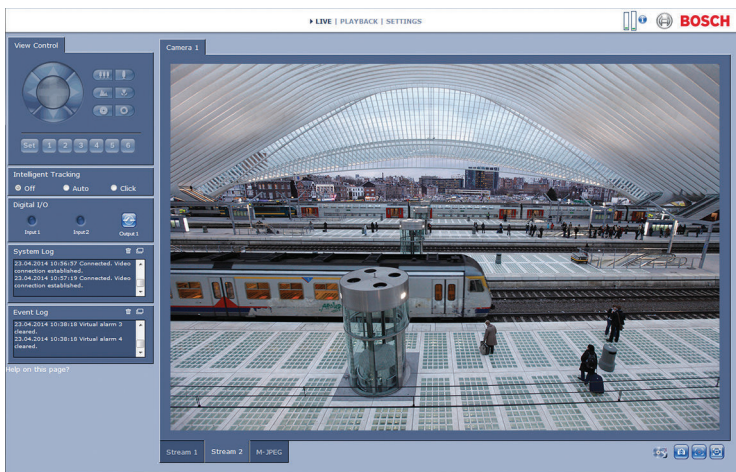 LIVE | PLAYBACK | SETTINGS
BOSCH
View Control
Camera 1
Set 1 2 3 4 5 6
Intelligent Tracking
Off Auto Click
Digital I/O
Input 1 Input 2 Output 1
System Log
23.04.2014 10:56:57 Connected. Video
connection established.
23.04.2014 10:57:19 Connected. Video
connection established.
Event Log
23.04.2014 10:38:18 Virtual alarm 3
cleared.
23.04.2014 10:38:18 Virtual alarm 4
cleared.
Help on this page?
Stream 1 Stream 2 M-JPEG